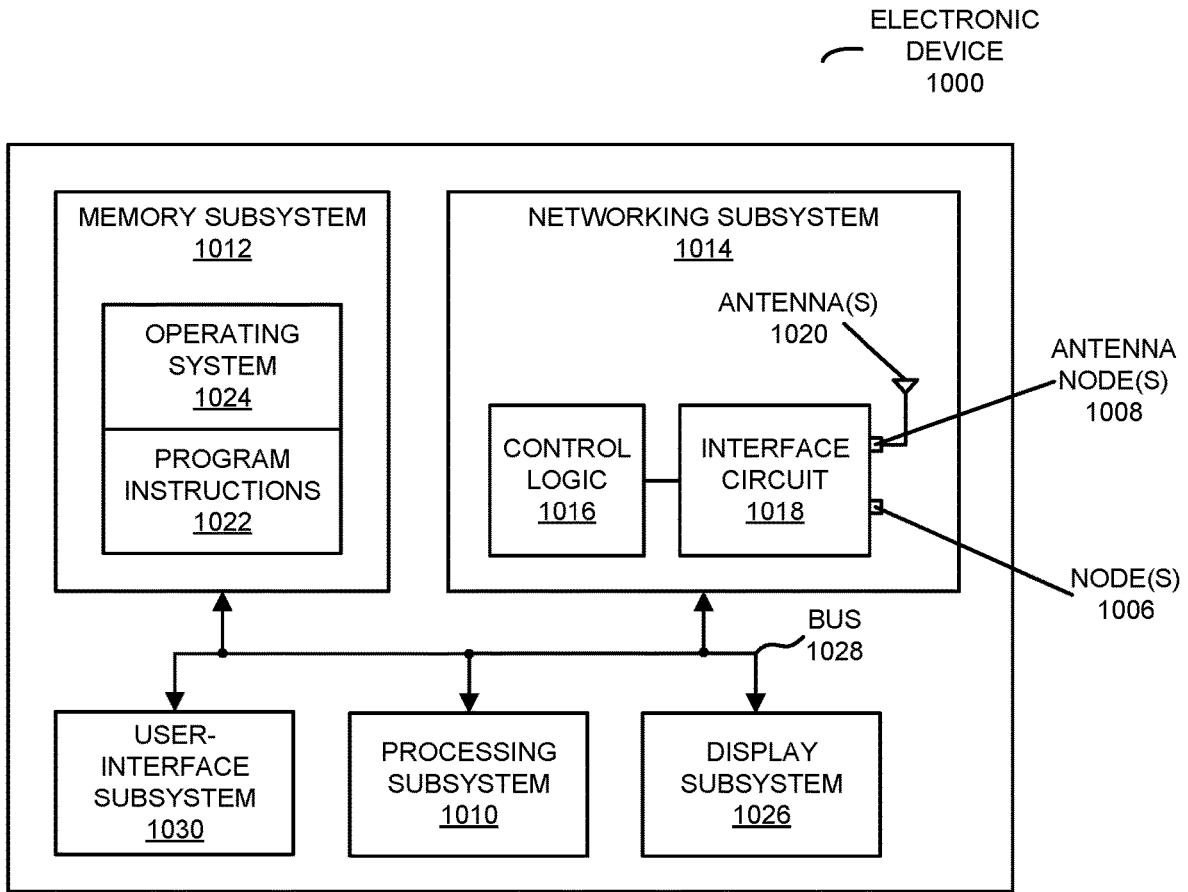 ELECTRONIC
DEVICE
1000
MEMORY SUBSYSTEM
1012
OPERATING
SYSTEM
1024
PROGRAM
INSTRUCTIONS
1022
NETWORKING SUBSYSTEM
1014
ANTENNA(S)
1020
CONTROL
LOGIC
1016
INTERFACE
CIRCUIT
1018
ANTENNA
NODE(S)
1008
NODE(S)
1006
BUS
1028
USER-
INTERFACE
SUBSYSTEM
1030
PROCESSING
SUBSYSTEM
1010
DISPLAY
SUBSYSTEM
1026